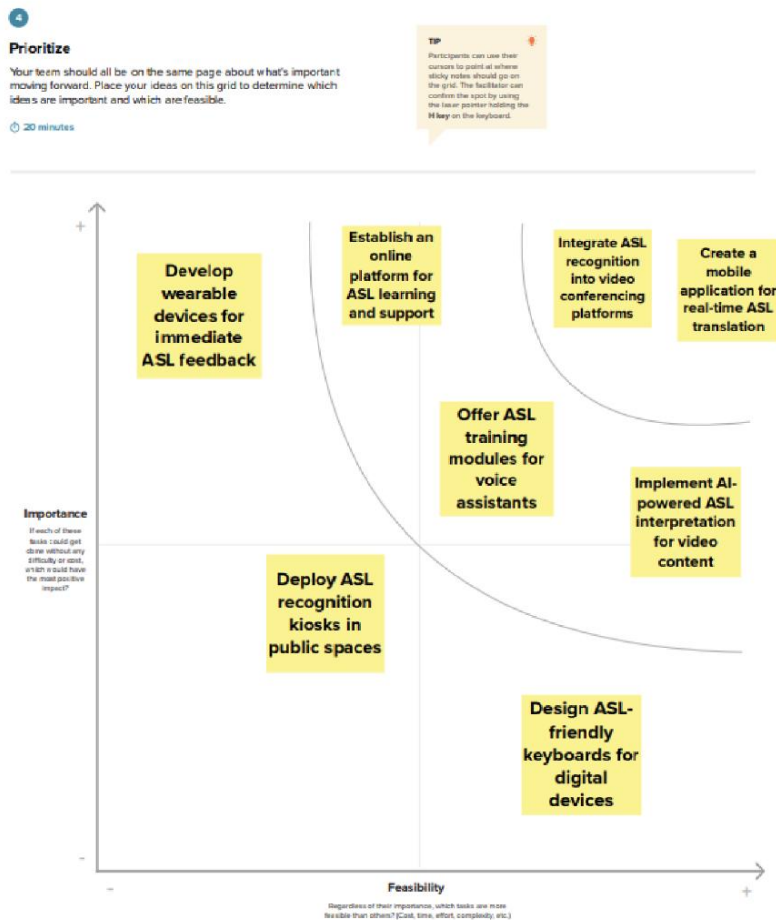 4
Prioritize
Your team should all be on the same page about what's important
moving forward. Place your ideas on this grid to determine which
ideas are important and which are feasible.
20 minutes
TIP
Participants can use their
cursors to point at where
sticky notes should go on
the grid. The facilitator can
confirm the spot by using
the laser pointer holding the
H key on the keyboard.
+
Develop
wearable
devices for
immediate
ASL feedback
Establish an
online
platform for
ASL learning
and support
Integrate ASL
recognition
into video
conferencing
platforms
Create a
mobile
application for
real-time ASL
translation
Offer ASL
training
modules for
voice
assistants
Implement AI-
powered ASL
interpretation
for video
content
Importance
If each of these
tasks could get
done without any
difficulty or cost,
which would have
the most positive
impact?
Deploy ASL
recognition
kiosks in
public spaces
Design ASL-
friendly
keyboards for
digital
devices
-
-
Feasibility
+
Regardless of their importance, which tasks are more
feasible than others? (Cost, time, effort, complexity, etc.)